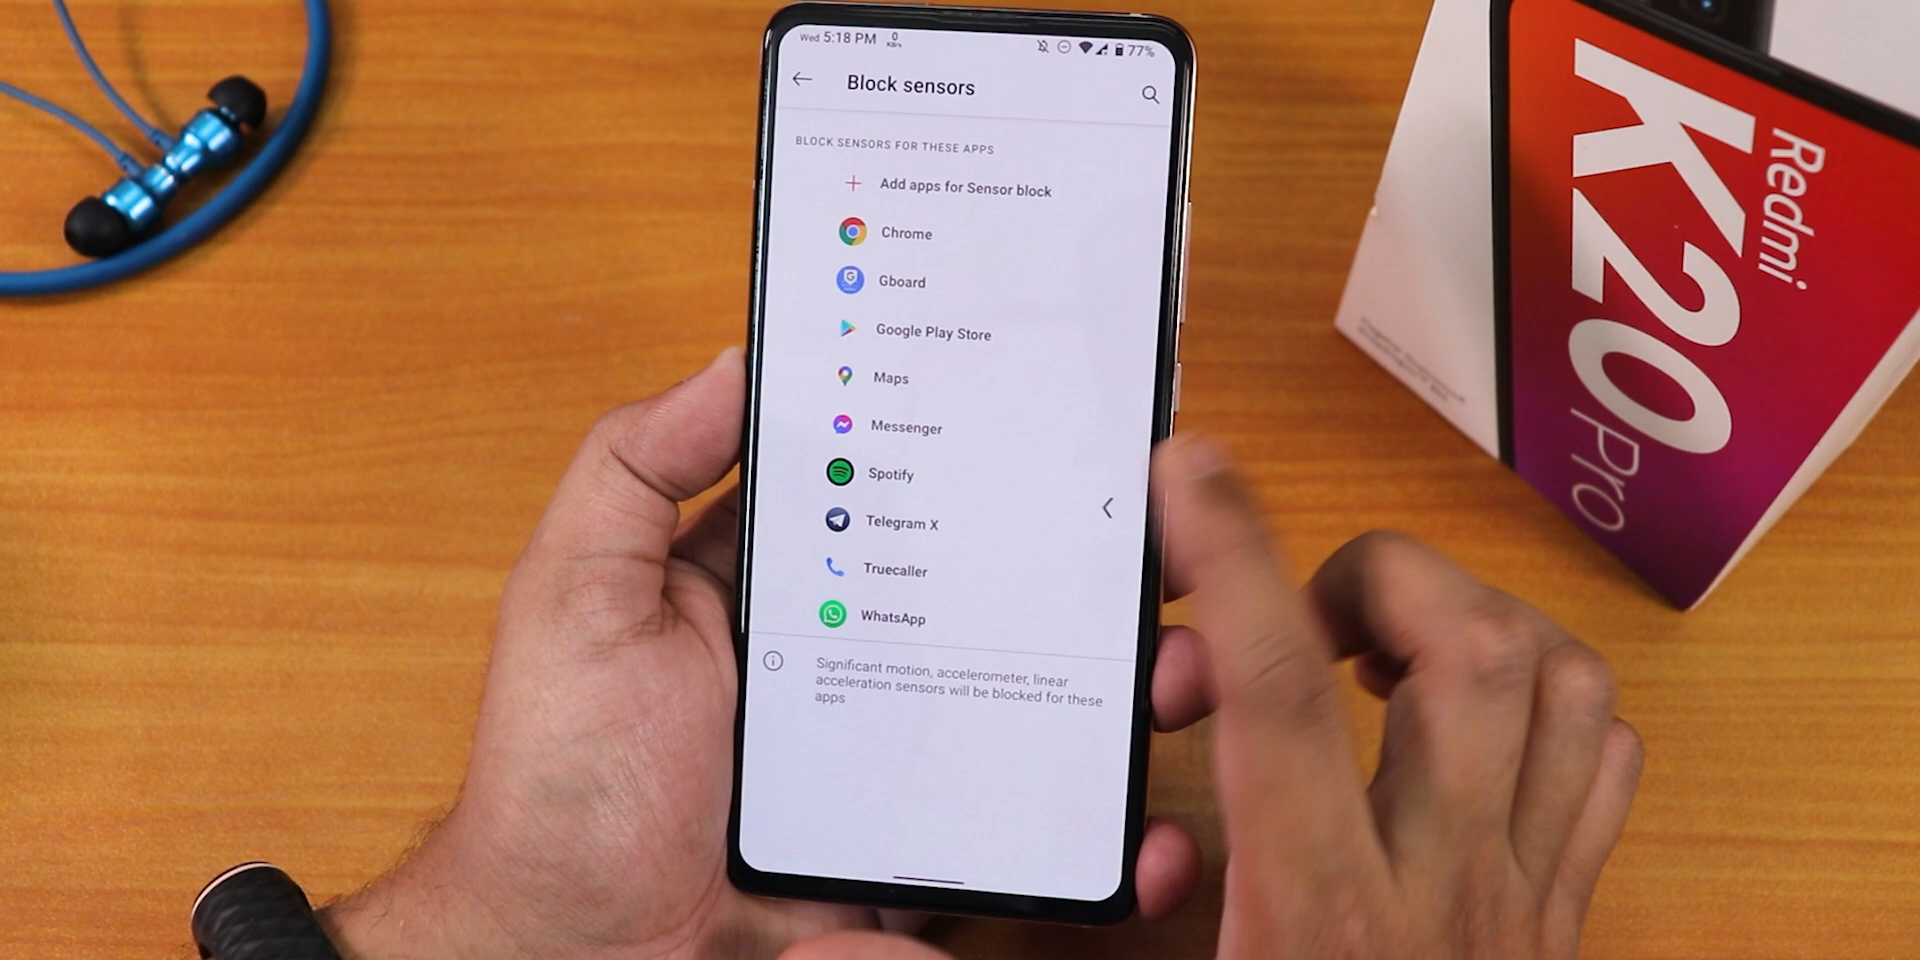 Wed 5:18 PM 0 KB/s 77%
Block sensors
BLOCK SENSORS FOR THESE APPS
Add apps for Sensor block
Chrome
Gboard
Google Play Store
Maps
Messenger
Spotify
Telegram X
Truecaller
WhatsApp
Significant motion, accelerometer, linear
acceleration sensors will be blocked for these
apps
Redmi
K20
Pro